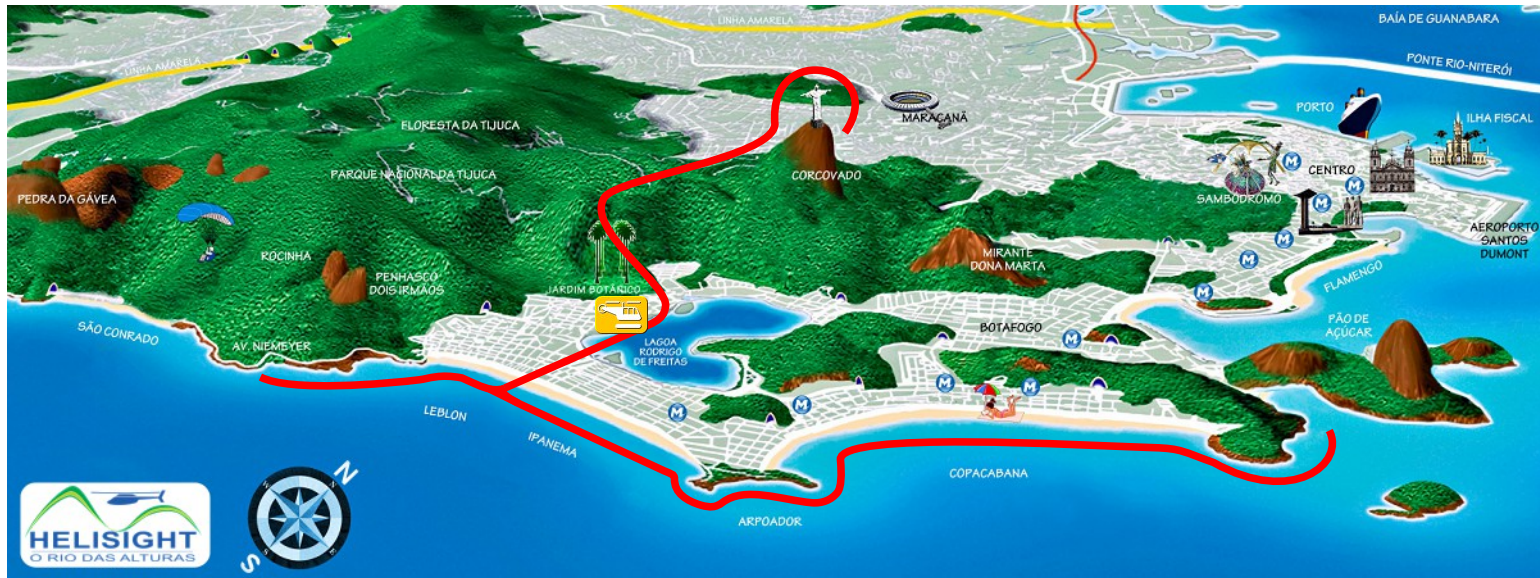 LINHA AMARELA
BAÍA DE GUANABARA
LINHA AMARELA
PONTE RIO-NITERÓI
PORTO
ILHA FISCAL
MARACANÃ
FLORESTA DA TIJUCA
M
CENTRO
CORCOVADO
PARQUE NACIONAL DA TIJUCA
M
PEDRA DA GÁVEA
SAMBÓDROMO
M
AEROPORTO
SANTOS
DUMONT
M
ROCINHA
MIRANTE
DONA MARTA
M
FLAMENGO
PENHASCO
DOIS IRMÃOS
JARDIM BOTÂNICO
M
SÃO CONRADO
BOTAFOGO
PÃO DE
AÇÚCAR
AV. NIEMEYER
LAGOA
RODRIGO
DE FREITAS
M
M
M
LEBLON
M
M
IPANEMA
COPACABANA
ARPOADOR
N
S
HELISIGHT
O RIO DAS ALTURAS